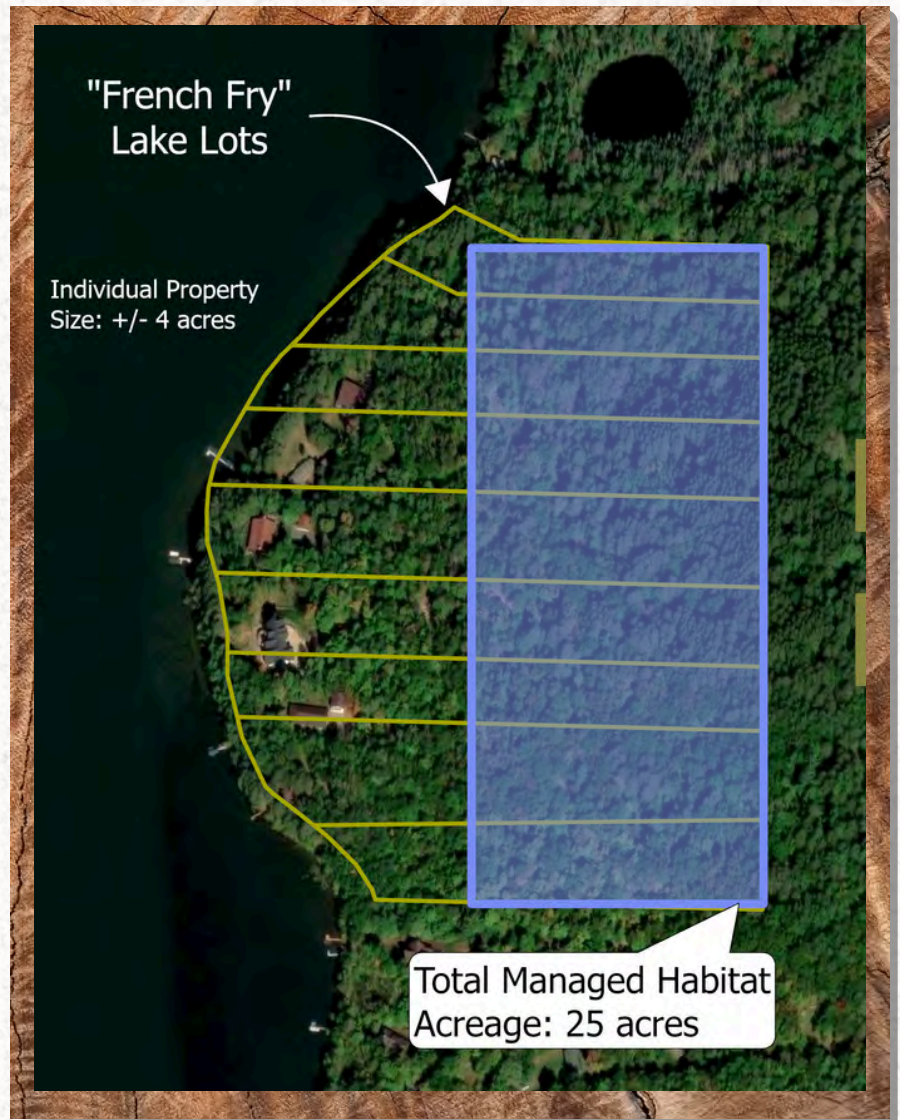 "French Fry"
Lake Lots
Individual Property
Size: +/- 4 acres
Total Managed Habitat
Acreage: 25 acres